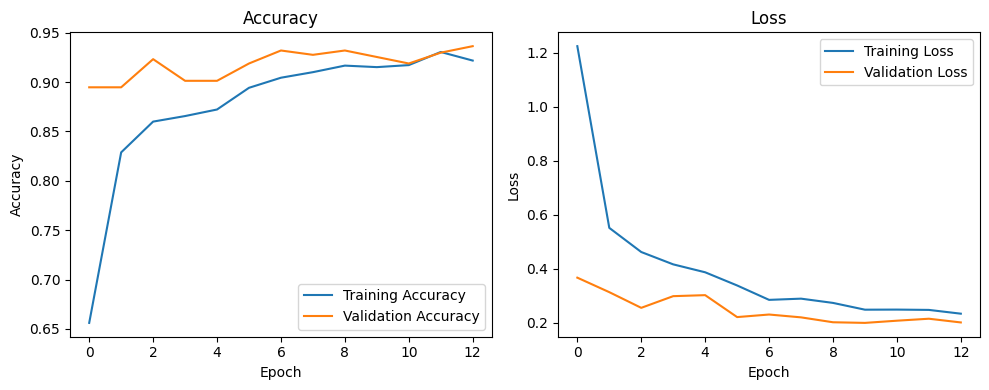 Accuracy
0.95
0.90
0.85
0.80
0.75
0.70
0.65
Accuracy
Training Accuracy
Validation Accuracy
0 2 4 6 8 10 12
Epoch
Loss
1.2
1.0
0.8
0.6
0.4
0.2
Loss
Training Loss
Validation Loss
0 2 4 6 8 10 12
Epoch